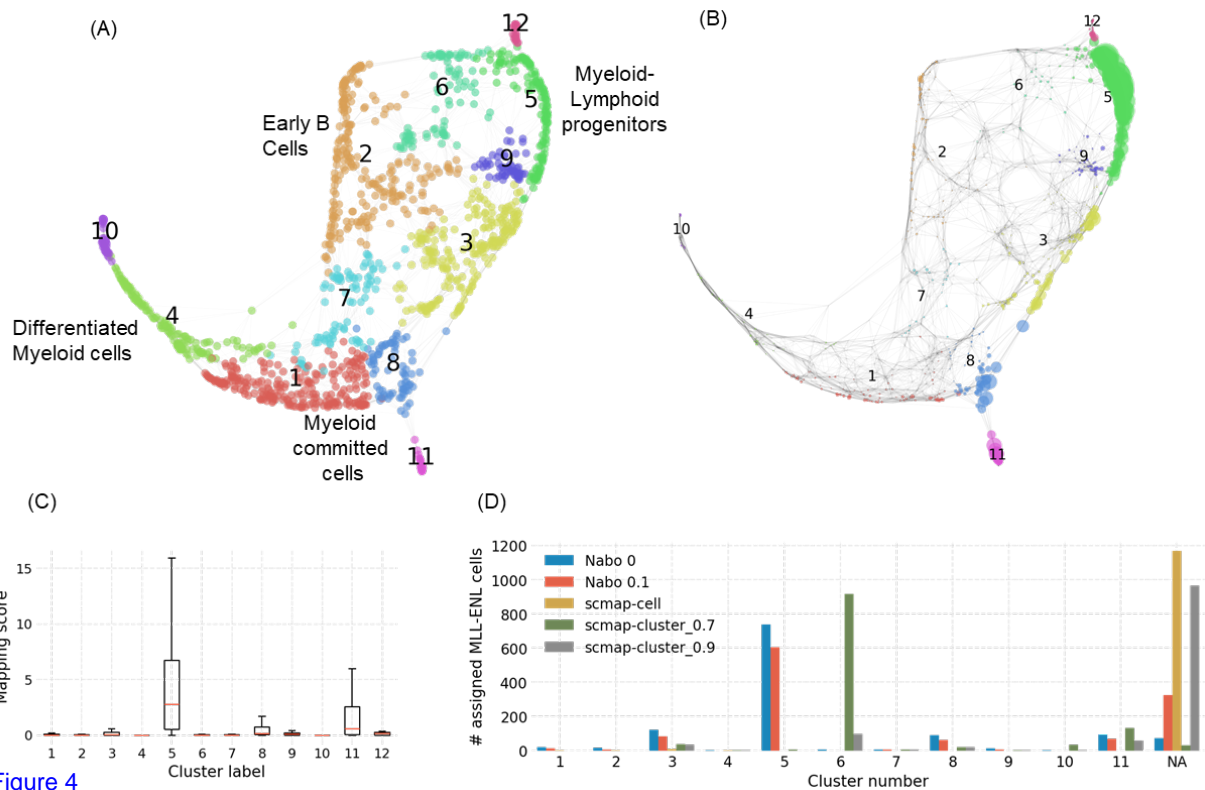 (A)
12
6
Myeloid-
Lymphoid
progenitors
5
Early B
Cells
2
9
10
3
7
4
Differentiated
Myeloid cells
8
1
Myeloid
committed
cells
11
(B)
12
6
5
9
2
10
3
7
4
8
1
11
(C)
Mapping score
15
10
5
0
1 2 3 4 5 6 7 8 9 10 11 12
Cluster label
(D)
# assigned MLL-ENL cells
1200
1000
800
600
400
200
0
Nabo 0
Nabo 0.1
scmap-cell
scmap-cluster_0.7
scmap-cluster_0.9
1 2 3 4 5 6 7 8 9 10 11 NA
Cluster number
Figure 4